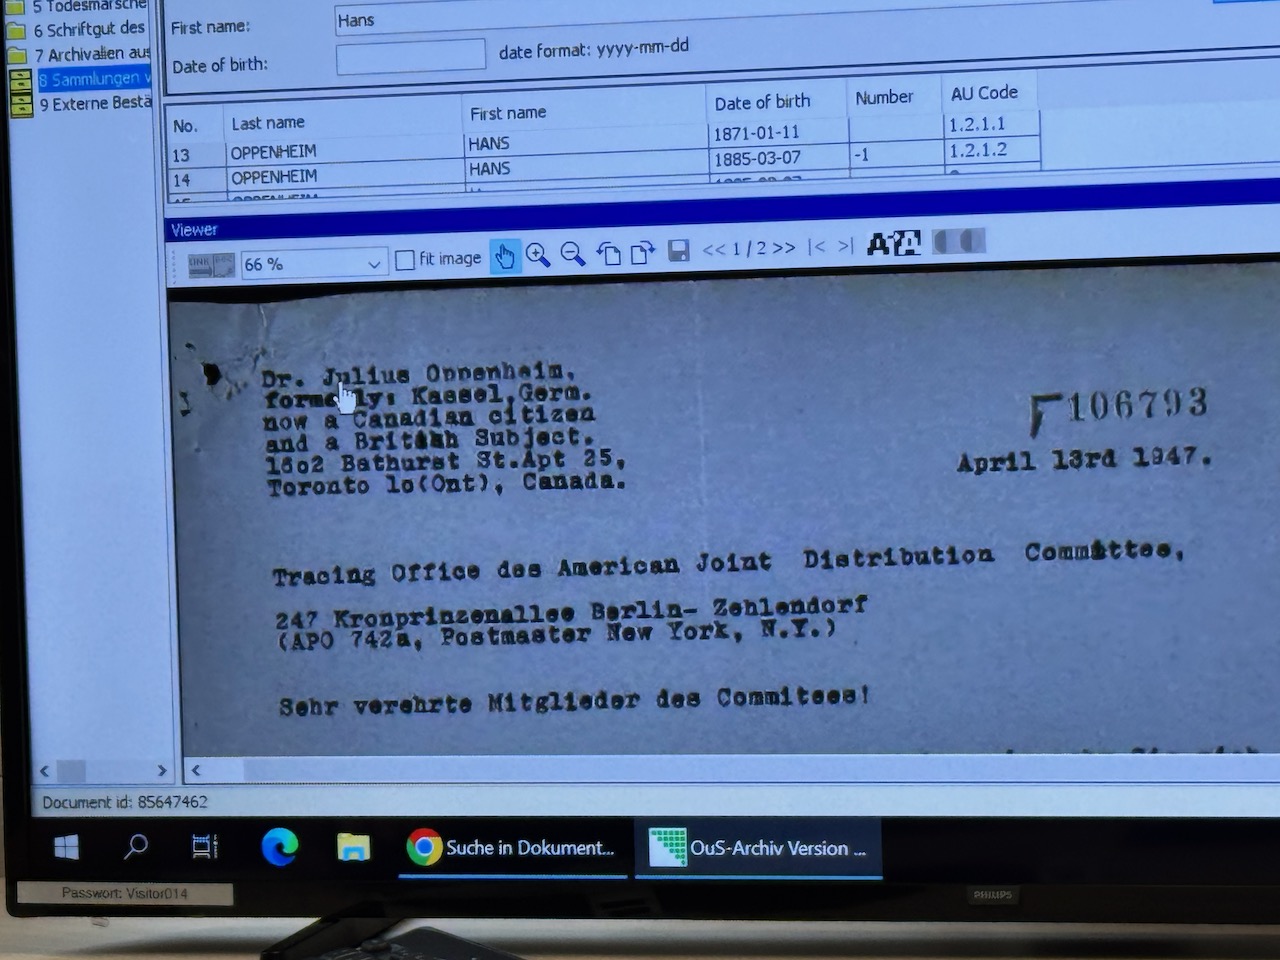 5 Todesmärsche
6 Schriftgut des
7 Archivalien aus
8 Sammlungen v
9 Externe Bestä
First name:
Hans
Date of birth:
date format: yyyy-mm-dd
No. Last name First name Date of birth Number AU Code
13 OPPENHEIM HANS 1871-01-11 1.2.1.1
14 OPPENHEIM HANS 1885-03-07 -1 1.2.1.2
Viewer
66 % fit image << 1 / 2 >> |< >|
Dr. Julius Oppenheim,
formerly: Kassel,Germ.
now a Canadian citizen
and a British Subject.
1602 Bathurst St.Apt 25,
Toronto 10(Ont), Canada.
106793
April 13rd 1947.
Tracing Office des American Joint Distribution Committee,
247 Kronprinzenallee Berlin- Zehlendorf
(APO 742a, Postmaster New York, N.Y.)
Sehr verehrte Mitglieder des Commitees!
Document id: 85647462
Suche in Dokument...
OuS-Archiv Version ...
Passwort: Visitor014
PHILIPS